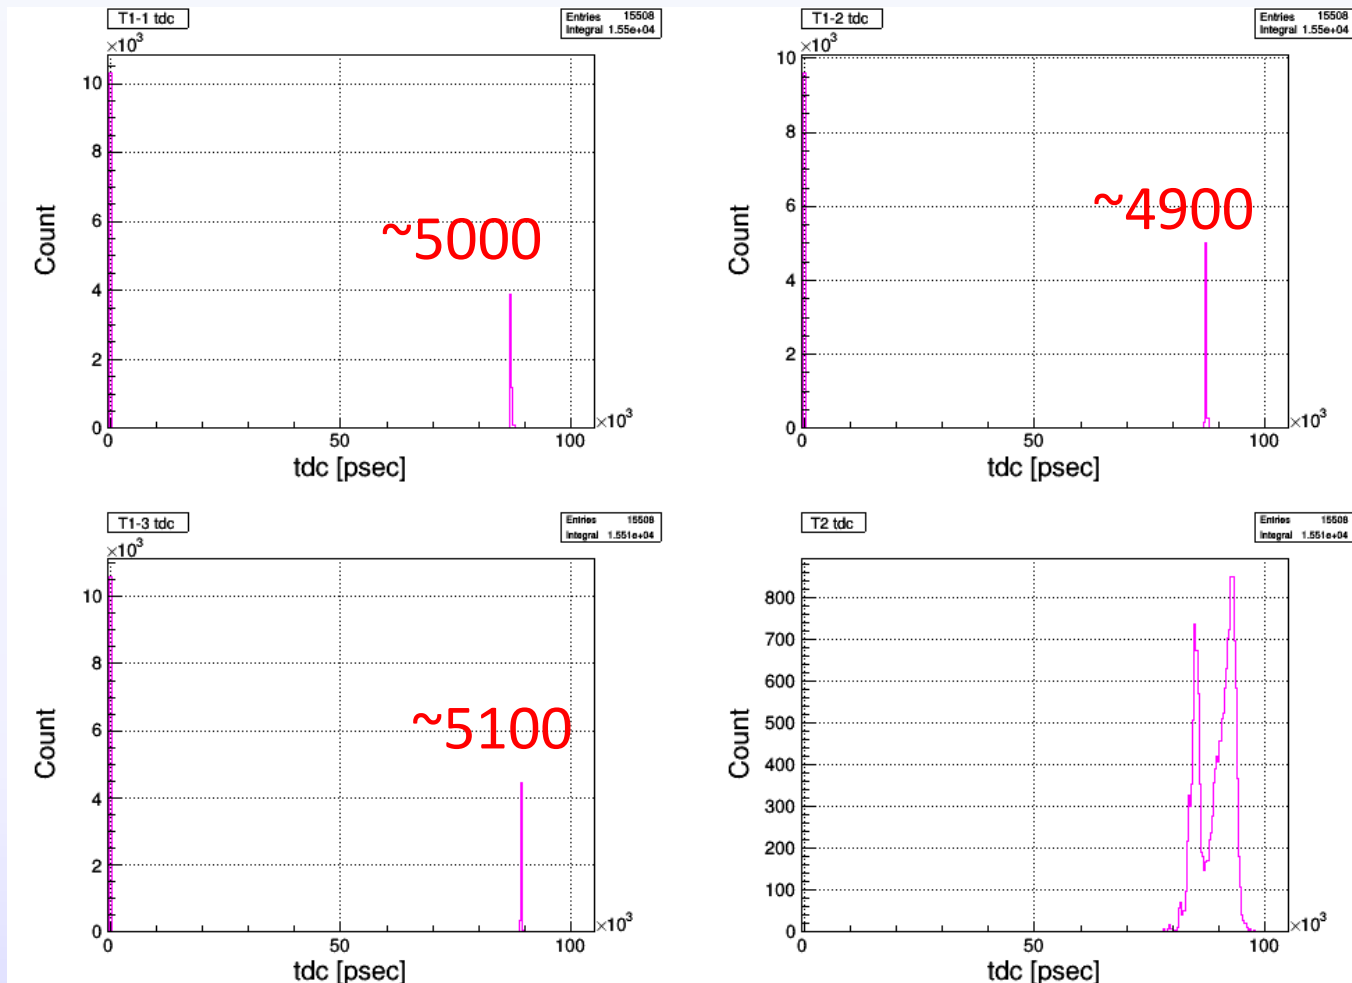 T1-1 tdc
Entries 15508
Integral 1.55e+04
×10³
10
8
6
4
2
0
Count
~5000
0 50 100 ×10³
tdc [psec]
T1-2 tdc
Entries 15508
Integral 1.55e+04
×10³
10
8
6
4
2
0
Count
~4900
0 50 100 ×10³
tdc [psec]
T1-3 tdc
Entries 15508
Integral 1.551e+04
×10³
10
8
6
4
2
0
Count
~5100
0 50 100 ×10³
tdc [psec]
T2 tdc
Entries 15508
Integral 1.551e+04
800
700
600
500
400
300
200
100
0
Count
0 50 100 ×10³
tdc [psec]